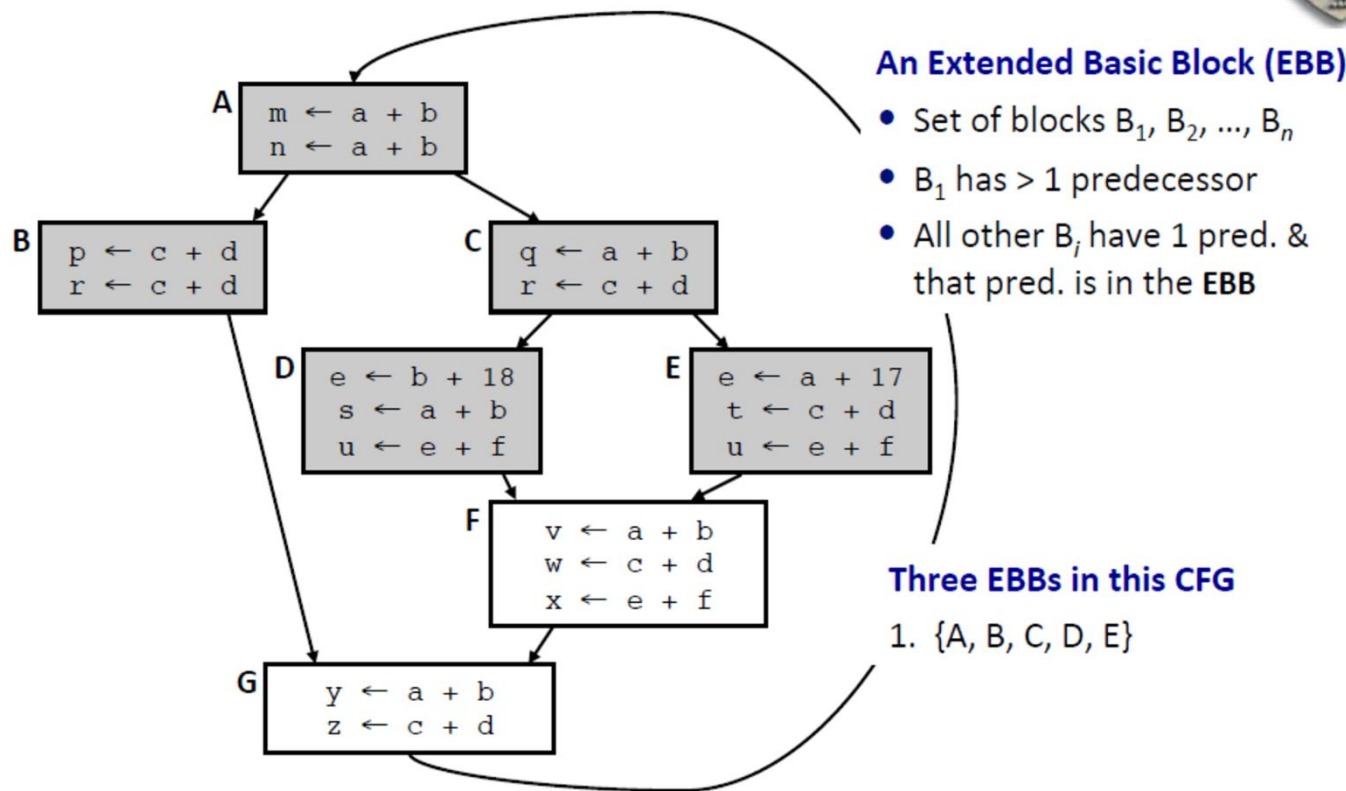 A
m ← a + b
n ← a + b
B
p ← c + d
r ← c + d
C
q ← a + b
r ← c + d
D
e ← b + 18
s ← a + b
u ← e + f
E
e ← a + 17
t ← c + d
u ← e + f
F
v ← a + b
w ← c + d
x ← e + f
G
y ← a + b
z ← c + d
An Extended Basic Block (EBB)
• Set of blocks B₁, B₂, ..., Bₙ
• B₁ has > 1 predecessor
• All other Bᵢ have 1 pred. &
that pred. is in the EBB
Three EBBs in this CFG
1. {A, B, C, D, E}